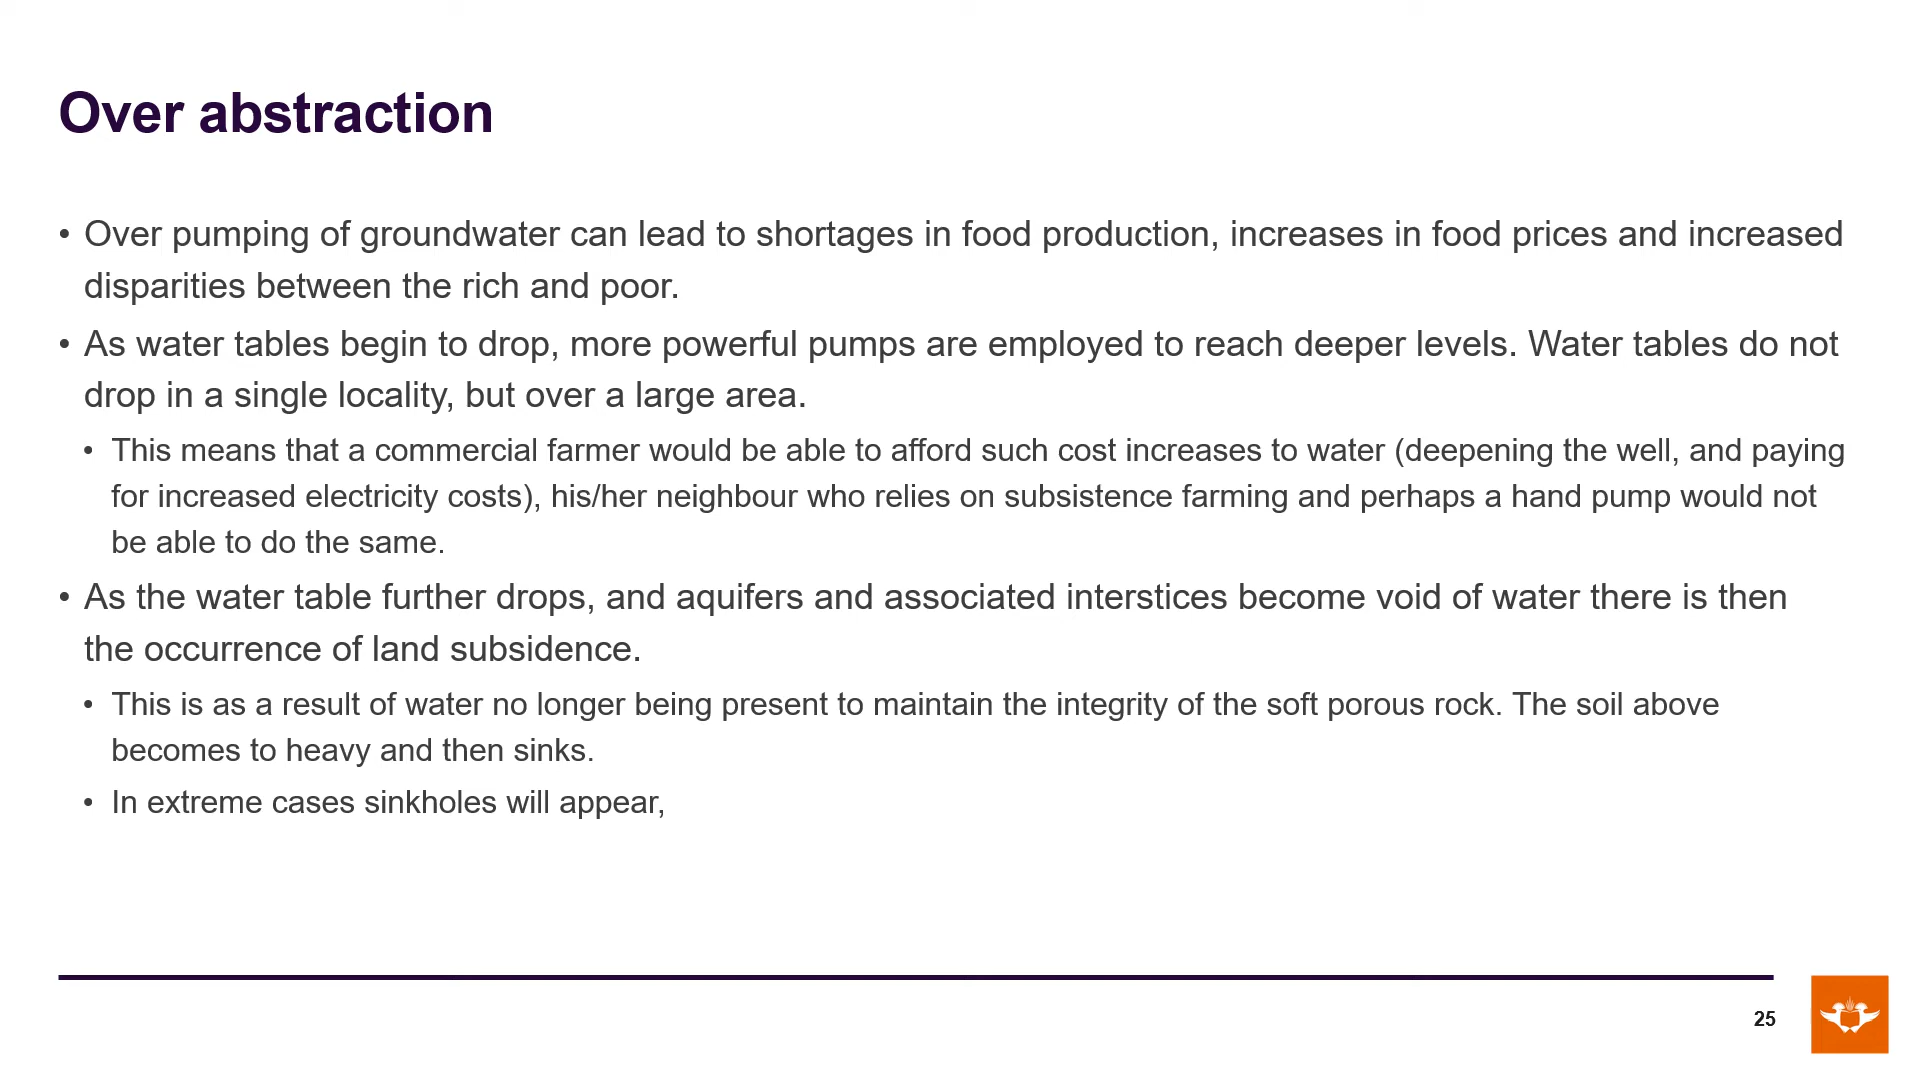 Over abstraction
• Over pumping of groundwater can lead to shortages in food production, increases in food prices and increased
disparities between the rich and poor.
• As water tables begin to drop, more powerful pumps are employed to reach deeper levels. Water tables do not
drop in a single locality, but over a large area.
• This means that a commercial farmer would be able to afford such cost increases to water (deepening the well, and paying
for increased electricity costs), his/her neighbour who relies on subsistence farming and perhaps a hand pump would not
be able to do the same.
• As the water table further drops, and aquifers and associated interstices become void of water there is then
the occurrence of land subsidence.
• This is as a result of water no longer being present to maintain the integrity of the soft porous rock. The soil above
becomes to heavy and then sinks.
• In extreme cases sinkholes will appear,
25